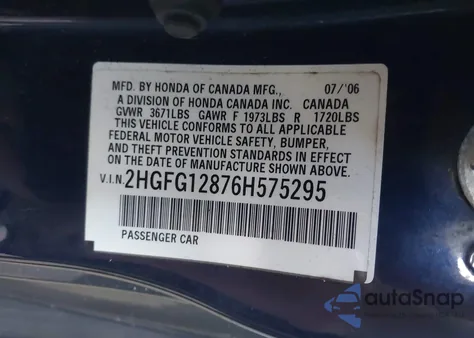 MFD. BY HONDA OF CANADA MFG., 07/'06
A DIVISION OF HONDA CANADA INC. CANADA
GVWR 3671LBS GAWR F 1973LBS R 1720LBS
THIS VEHICLE CONFORMS TO ALL APPLICABLE
FEDERAL MOTOR VEHICLE SAFETY, BUMPER,
AND THEFT PREVENTION STANDARDS IN EFFECT
ON THE DATE OF MANUFACTURE SHOWN ABOVE.
V.I.N. 2HGFG12876H575295
PASSENGER CAR
autoSnap